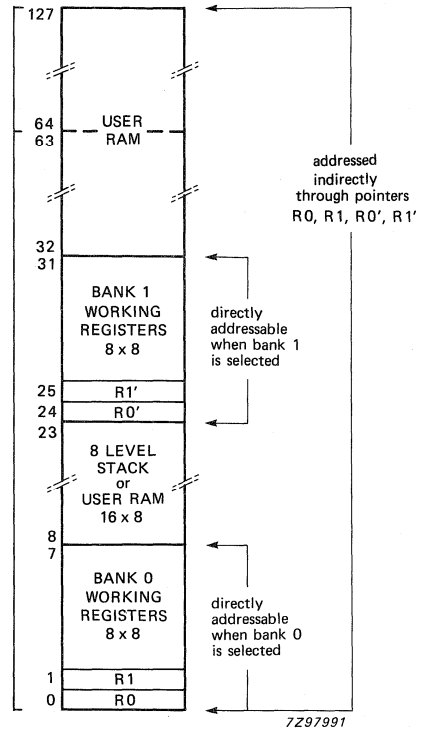 127
64
63
USER
RAM
addressed
indirectly
through pointers
R0, R1, R0', R1'
32
31
BANK 1
WORKING
REGISTERS
8 x 8
directly
addressable
when bank 1
is selected
25
R1'
24
R0'
23
8 LEVEL
STACK
or
USER RAM
16 x 8
8
7
BANK 0
WORKING
REGISTERS
8 x 8
directly
addressable
when bank 0
is selected
1
R1
0
R0
7Z97991